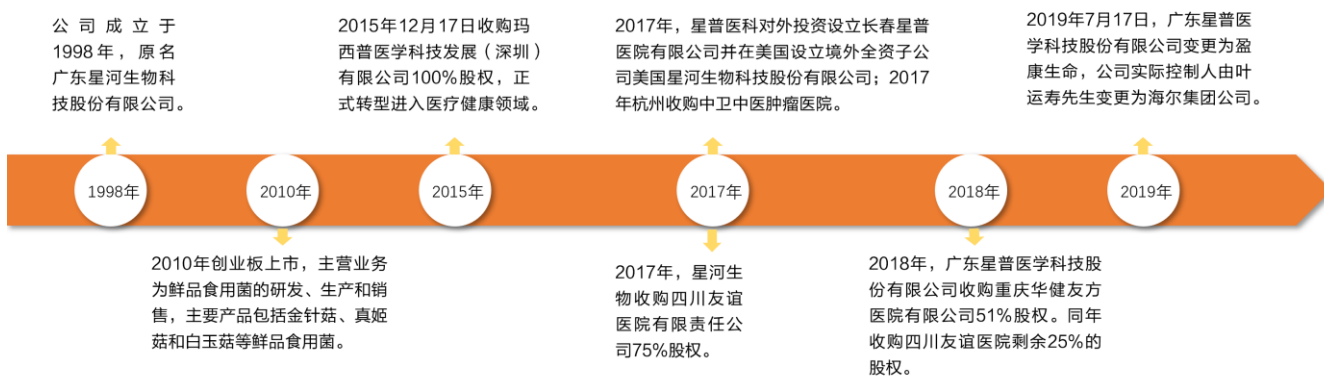 公司成立于
1998年，原名
广东星河生物科
技股份有限公司。
2015年12月17日收购玛
西普医学科技发展（深圳）
有限公司100%股权，正
式转型进入医疗健康领域。
2017年，星普医科对外投资设立长春星普
医院有限公司并在美国设立境外全资子公
司美国星河生物科技股份有限公司；2017
年杭州收购中卫中医肿瘤医院。
2019年7月17日，广东星普医
学科技股份有限公司变更为盈
康生命，公司实际控制人由叶
运寿先生变更为海尔集团公司。
1998年
2010年
2015年
2017年
2018年
2019年
2010年创业板上市，主营业务
为鲜品食用菌的研发、生产和销
售，主要产品包括金针菇、真姬
菇和白玉菇等鲜品食用菌。
2017年，星河生
物收购四川友谊
医院有限责任公
司75%股权。
2018年，广东星普医学科技股
份有限公司收购重庆华健友方
医院有限公司51%股权。同年
收购四川友谊医院剩余25%的
股权。